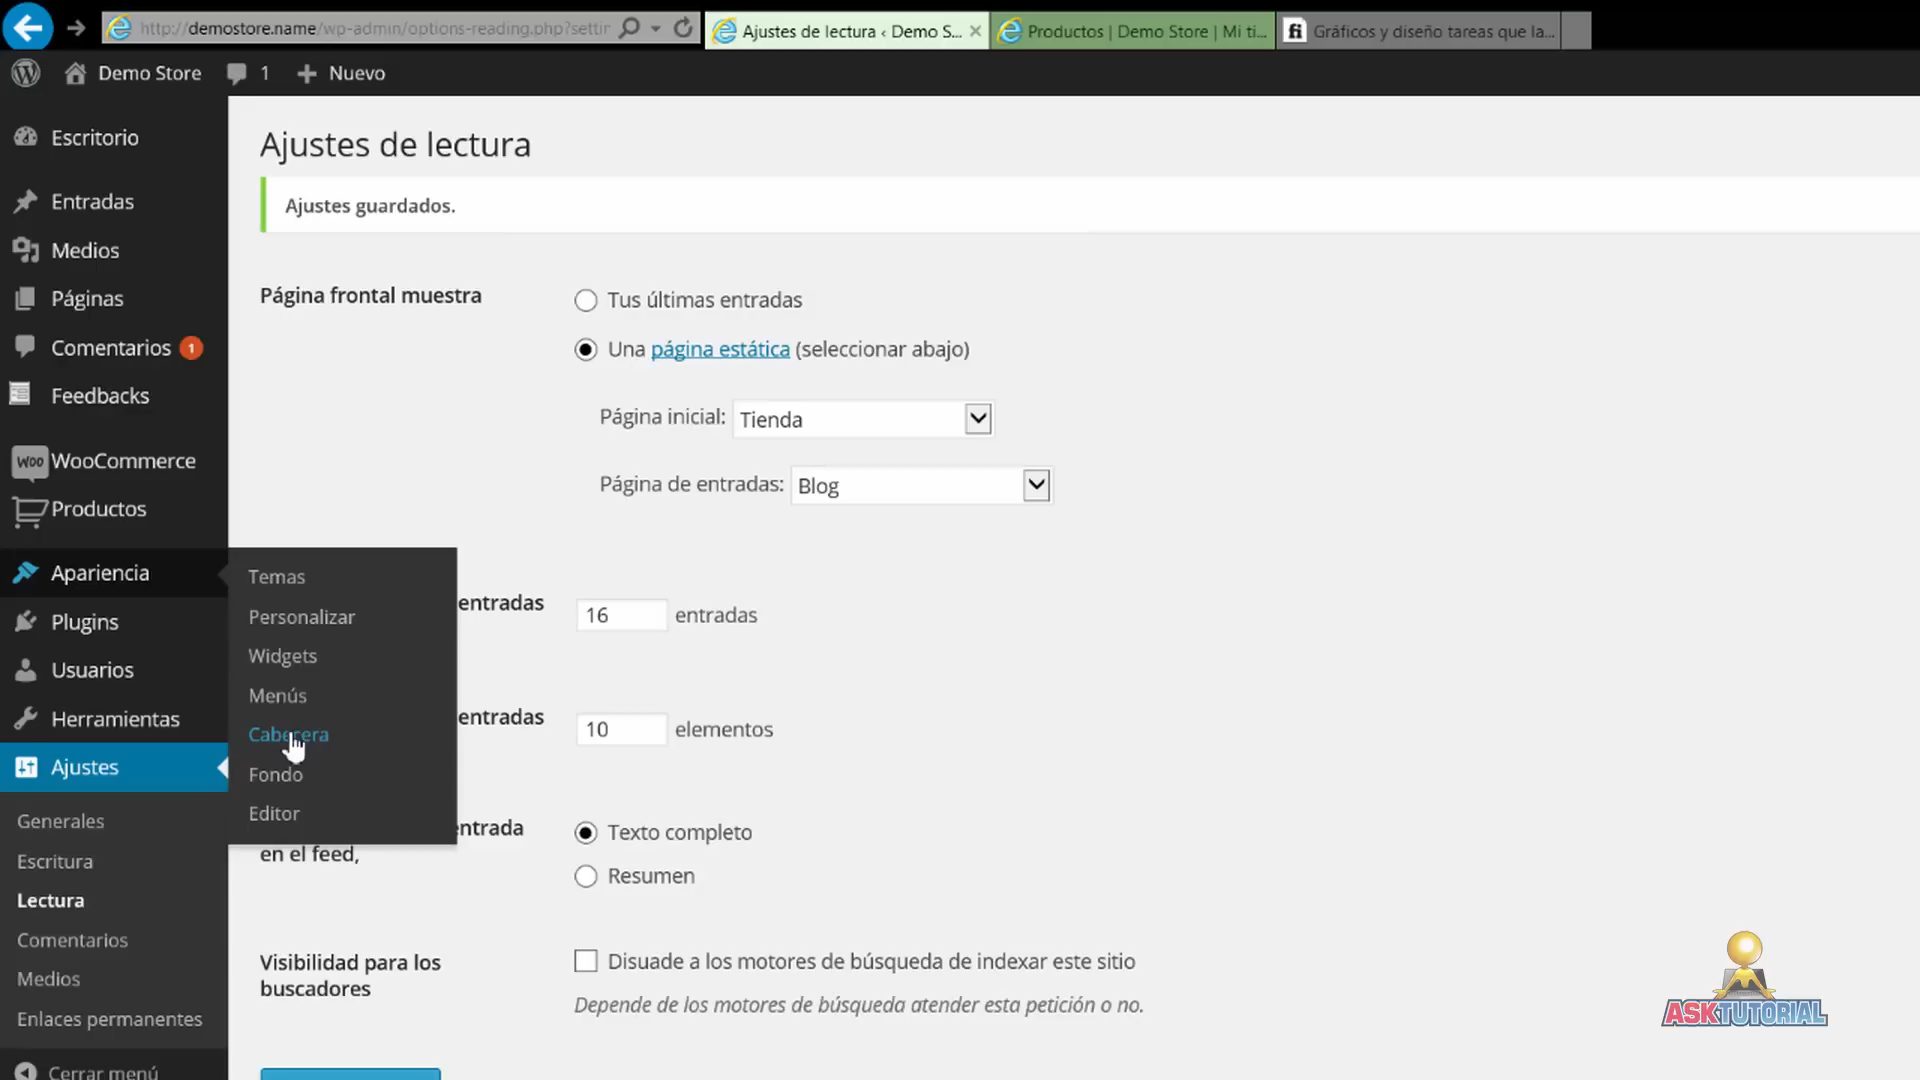 http://demostore.name/wp-admin/options-reading.php?settir
Ajustes de lectura ‹ Demo S...
Productos | Demo Store | Mi ti...
fi
Gráficos y diseño tareas que la...
Demo Store
1
Nuevo
Escritorio
Entradas
Medios
Páginas
Comentarios 1
Feedbacks
WOO WooCommerce
Productos
Apariencia
Plugins
Usuarios
Herramientas
Ajustes
Generales
Escritura
Lectura
Comentarios
Medios
Enlaces permanentes
Cerrar menú
Temas
Personalizar
Widgets
Menús
Cabecera
Fondo
Editor
Ajustes de lectura
Ajustes guardados.
Página frontal muestra
Tus últimas entradas
Una página estática (seleccionar abajo)
Página inicial: Tienda
Página de entradas: Blog
entradas 16 entradas
entradas 10 elementos
entrada
en el feed,
Texto completo
Resumen
Visibilidad para los
buscadores
Disuade a los motores de búsqueda de indexar este sitio
Depende de los motores de búsqueda atender esta petición o no.
ASKTUTORIAL